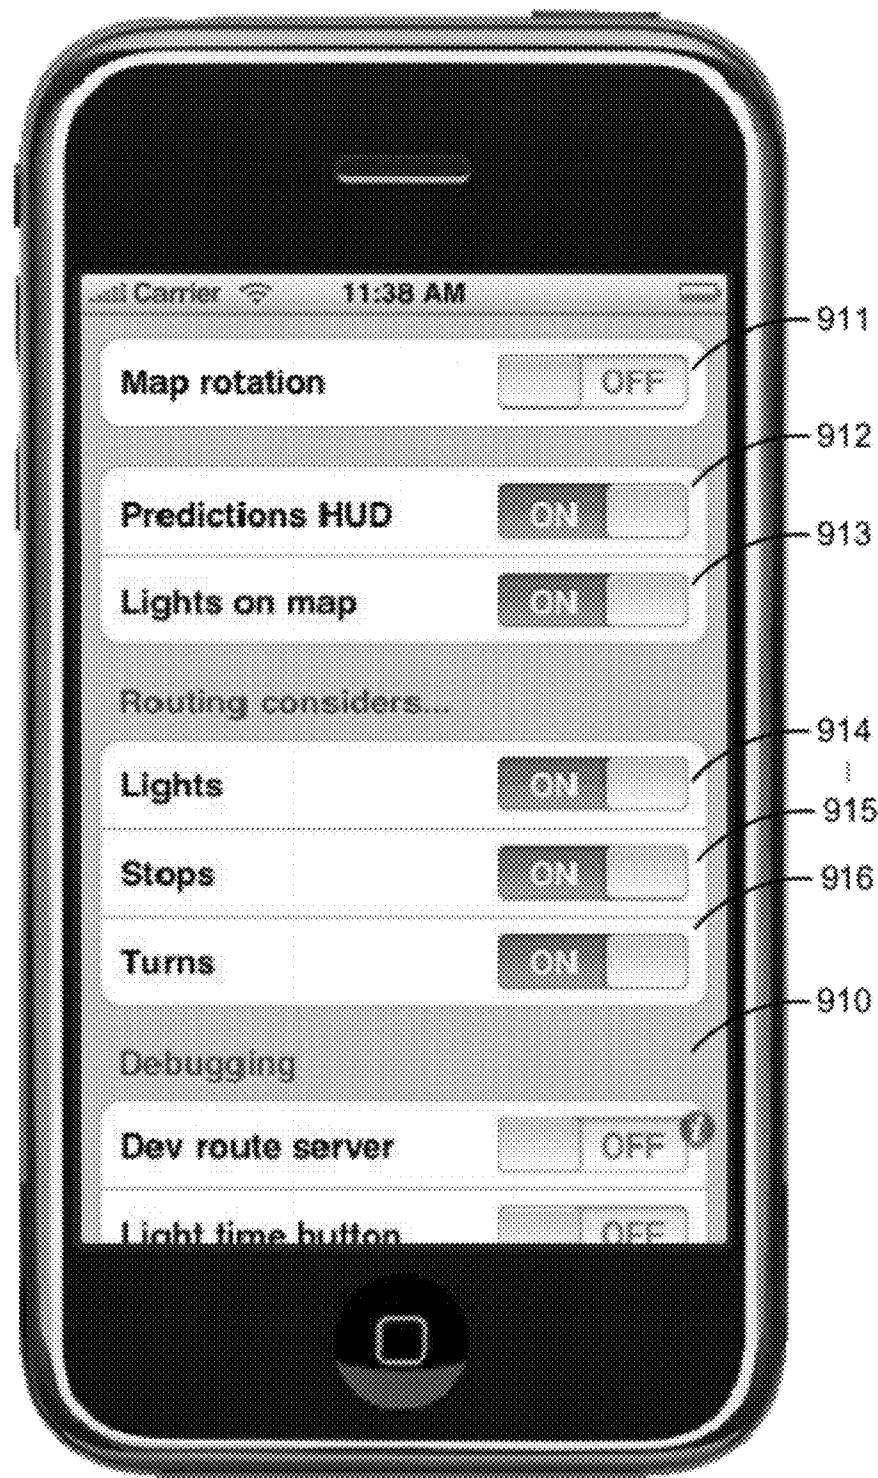 Carrier 11:38 AM
911
Map rotation OFF
912
Predictions HUD ON
913
Lights on map ON
Routing considers...
914
Lights ON
915
Stops ON
916
Turns ON
910
Debugging
Dev route server OFF
Light time button OFF